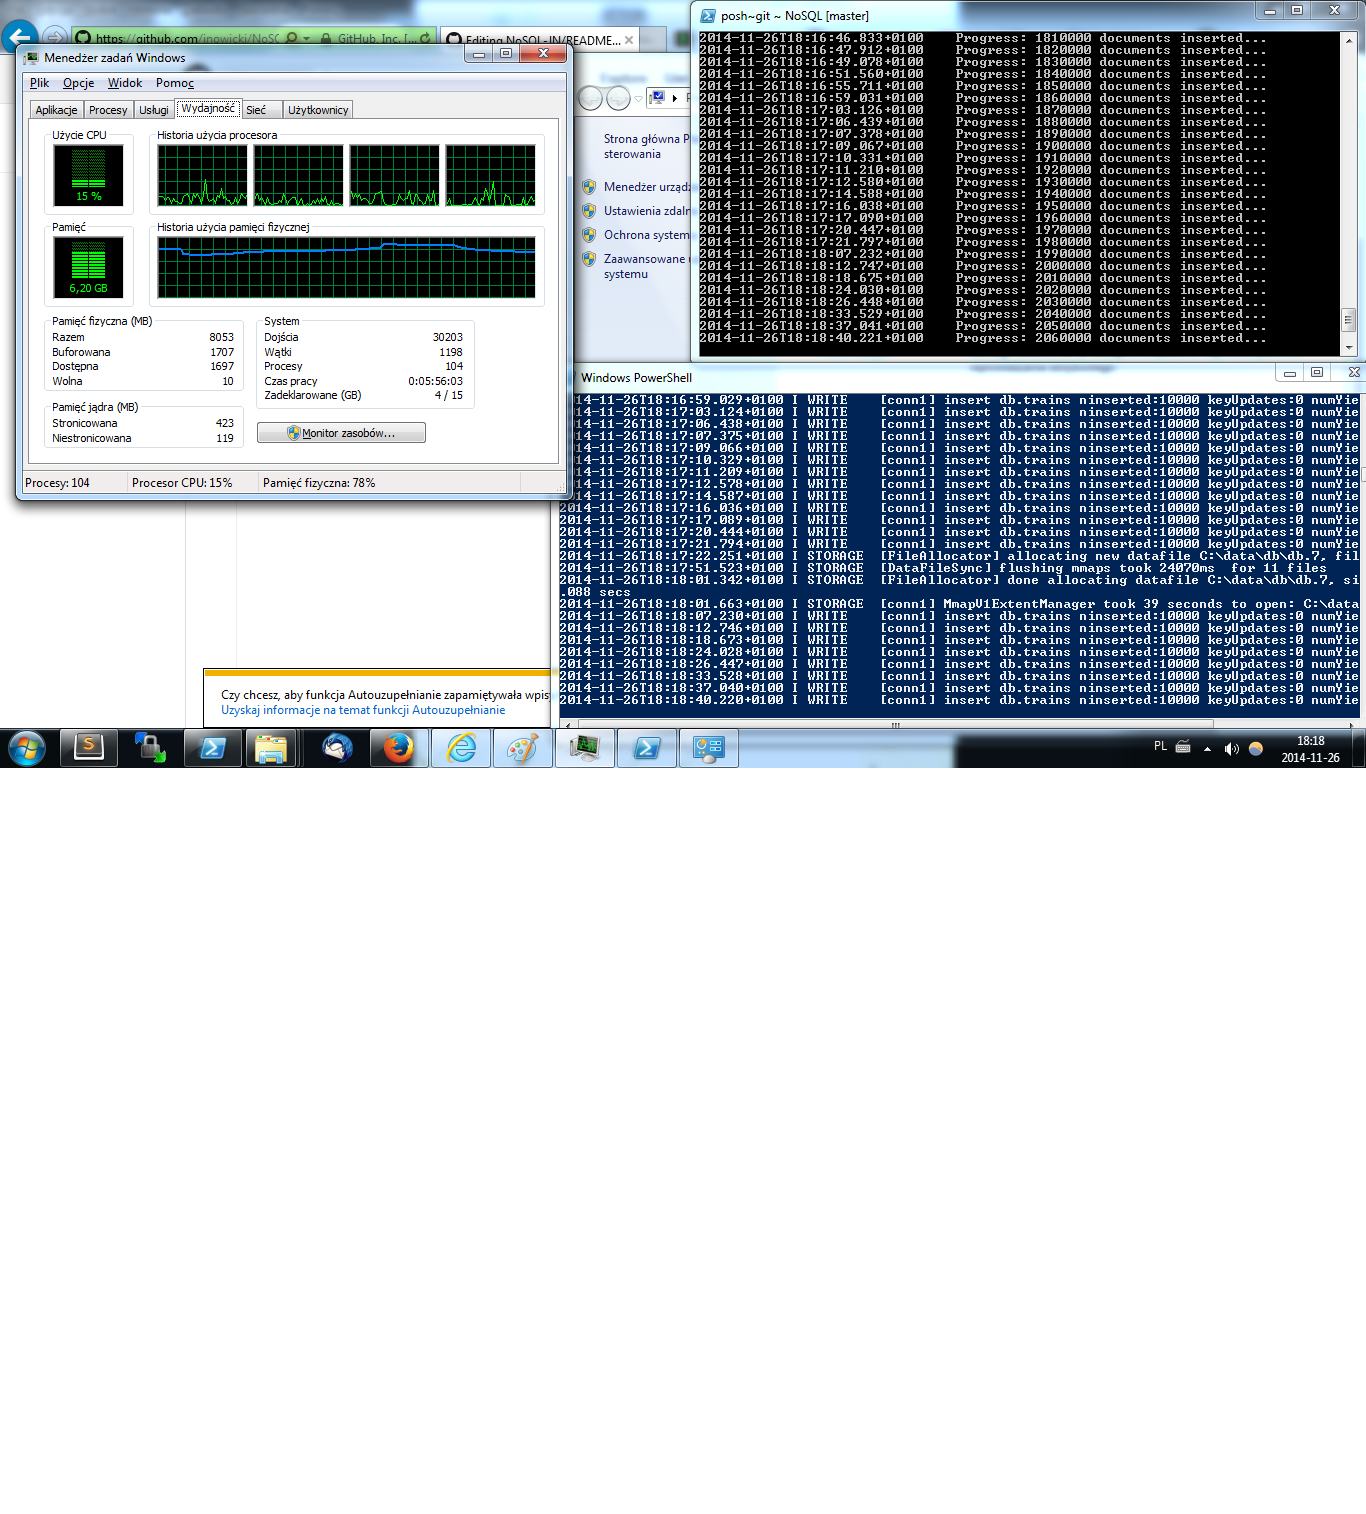 https://github.com/inowicki/NoSC
GitHub, Inc. [...
Editing NoSQL-JN/README...
Menedżer zadań Windows
Plik Opcje Widok Pomoc
Aplikacje Procesy Usługi Wydajność Sieć Użytkownicy
Użycie CPU
15 %
Historia użycia procesora
Pamięć
6,20 GB
Historia użycia pamięci fizycznej
Pamięć fizyczna (MB)
Razem 8053
Buforowana 1707
Dostępna 1697
Wolna 10
Pamięć jądra (MB)
Stronicowana 423
Niestronicowana 119
System
Dojścia 30203
Wątki 1198
Procesy 104
Czas pracy 0:05:56:03
Zadeklarowane (GB) 4 / 15
Monitor zasobów...
Procesy: 104 Procesor CPU: 15% Pamięć fizyczna: 78%
Strona główna P
sterowania
Menedżer urządz
Ustawienia zdaln
Ochrona system
Zaawansowane u
systemu
posh~git ~ NoSQL [master]
2014-11-26T18:16:46.833+0100 Progress: 1810000 documents inserted...
2014-11-26T18:16:47.912+0100 Progress: 1820000 documents inserted...
2014-11-26T18:16:49.078+0100 Progress: 1830000 documents inserted...
2014-11-26T18:16:51.560+0100 Progress: 1840000 documents inserted...
2014-11-26T18:16:55.711+0100 Progress: 1850000 documents inserted...
2014-11-26T18:16:59.031+0100 Progress: 1860000 documents inserted...
2014-11-26T18:17:03.126+0100 Progress: 1870000 documents inserted...
2014-11-26T18:17:06.439+0100 Progress: 1880000 documents inserted...
2014-11-26T18:17:07.378+0100 Progress: 1890000 documents inserted...
2014-11-26T18:17:09.067+0100 Progress: 1900000 documents inserted...
2014-11-26T18:17:10.331+0100 Progress: 1910000 documents inserted...
2014-11-26T18:17:11.210+0100 Progress: 1920000 documents inserted...
2014-11-26T18:17:12.580+0100 Progress: 1930000 documents inserted...
2014-11-26T18:17:14.588+0100 Progress: 1940000 documents inserted...
2014-11-26T18:17:16.038+0100 Progress: 1950000 documents inserted...
2014-11-26T18:17:17.090+0100 Progress: 1960000 documents inserted...
2014-11-26T18:17:20.447+0100 Progress: 1970000 documents inserted...
2014-11-26T18:17:21.797+0100 Progress: 1980000 documents inserted...
2014-11-26T18:18:07.232+0100 Progress: 1990000 documents inserted...
2014-11-26T18:18:12.747+0100 Progress: 2000000 documents inserted...
2014-11-26T18:18:18.675+0100 Progress: 2010000 documents inserted...
2014-11-26T18:18:24.030+0100 Progress: 2020000 documents inserted...
2014-11-26T18:18:26.448+0100 Progress: 2030000 documents inserted...
2014-11-26T18:18:33.529+0100 Progress: 2040000 documents inserted...
2014-11-26T18:18:37.041+0100 Progress: 2050000 documents inserted...
2014-11-26T18:18:40.221+0100 Progress: 2060000 documents inserted...
Windows PowerShell
2014-11-26T18:16:59.029+0100 I WRITE [conn1] insert db.trains ninserted:10000 keyUpdates:0 numYie
2014-11-26T18:17:03.124+0100 I WRITE [conn1] insert db.trains ninserted:10000 keyUpdates:0 numYie
2014-11-26T18:17:06.438+0100 I WRITE [conn1] insert db.trains ninserted:10000 keyUpdates:0 numYie
2014-11-26T18:17:07.375+0100 I WRITE [conn1] insert db.trains ninserted:10000 keyUpdates:0 numYie
2014-11-26T18:17:09.066+0100 I WRITE [conn1] insert db.trains ninserted:10000 keyUpdates:0 numYie
2014-11-26T18:17:10.329+0100 I WRITE [conn1] insert db.trains ninserted:10000 keyUpdates:0 numYie
2014-11-26T18:17:11.209+0100 I WRITE [conn1] insert db.trains ninserted:10000 keyUpdates:0 numYie
2014-11-26T18:17:12.578+0100 I WRITE [conn1] insert db.trains ninserted:10000 keyUpdates:0 numYie
2014-11-26T18:17:14.587+0100 I WRITE [conn1] insert db.trains ninserted:10000 keyUpdates:0 numYie
2014-11-26T18:17:16.036+0100 I WRITE [conn1] insert db.trains ninserted:10000 keyUpdates:0 numYie
2014-11-26T18:17:17.089+0100 I WRITE [conn1] insert db.trains ninserted:10000 keyUpdates:0 numYie
2014-11-26T18:17:20.444+0100 I WRITE [conn1] insert db.trains ninserted:10000 keyUpdates:0 numYie
2014-11-26T18:17:21.794+0100 I WRITE [conn1] insert db.trains ninserted:10000 keyUpdates:0 numYie
2014-11-26T18:17:22.251+0100 I STORAGE [FileAllocator] allocating new datafile C:\data\db\db.7, fil
2014-11-26T18:17:51.523+0100 I STORAGE [DataFileSync] flushing mmaps took 24070ms for 11 files
2014-11-26T18:18:01.342+0100 I STORAGE [FileAllocator] done allocating datafile C:\data\db\db.7, si
.088 secs
2014-11-26T18:18:01.663+0100 I STORAGE [conn1] MmapV1ExtentManager took 39 seconds to open: C:\data
2014-11-26T18:18:07.230+0100 I WRITE [conn1] insert db.trains ninserted:10000 keyUpdates:0 numYie
2014-11-26T18:18:12.746+0100 I WRITE [conn1] insert db.trains ninserted:10000 keyUpdates:0 numYie
2014-11-26T18:18:18.673+0100 I WRITE [conn1] insert db.trains ninserted:10000 keyUpdates:0 numYie
2014-11-26T18:18:24.028+0100 I WRITE [conn1] insert db.trains ninserted:10000 keyUpdates:0 numYie
2014-11-26T18:18:26.447+0100 I WRITE [conn1] insert db.trains ninserted:10000 keyUpdates:0 numYie
2014-11-26T18:18:33.528+0100 I WRITE [conn1] insert db.trains ninserted:10000 keyUpdates:0 numYie
2014-11-26T18:18:37.040+0100 I WRITE [conn1] insert db.trains ninserted:10000 keyUpdates:0 numYie
2014-11-26T18:18:40.220+0100 I WRITE [conn1] insert db.trains ninserted:10000 keyUpdates:0 numYie
Czy chcesz, aby funkcja Autouzupełnianie zapamiętywała wpis
Uzyskaj informacje na temat funkcji Autouzupełnianie
PL
18:18
2014-11-26